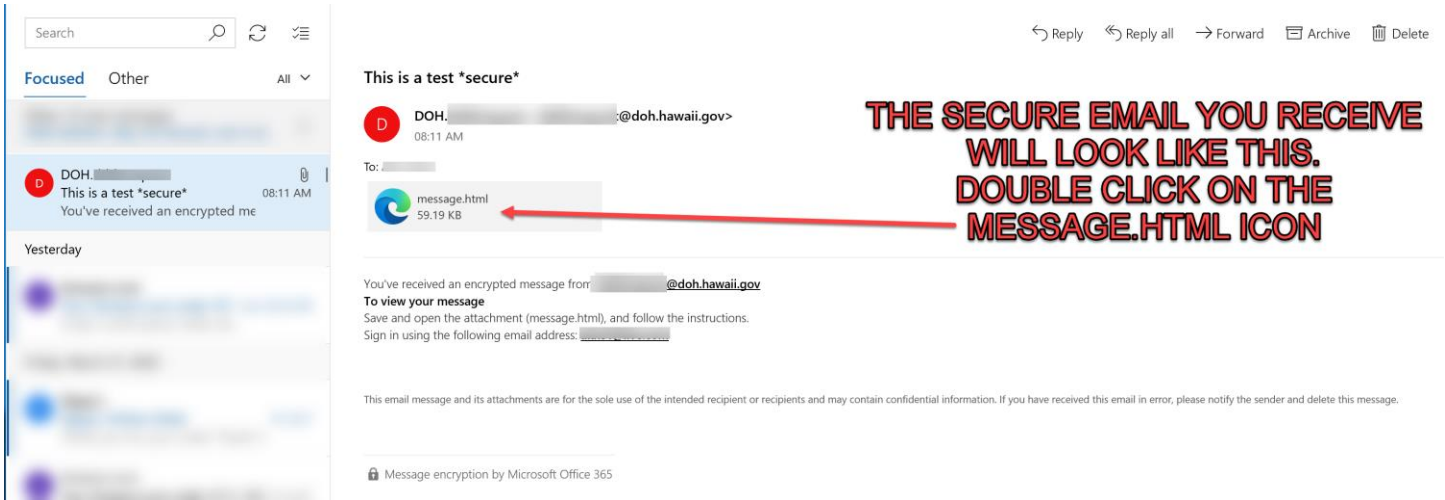 Search
Focused Other All
DOH.
This is a test *secure* 08:11 AM
You've received an encrypted me
Yesterday
Reply Reply all Forward Archive Delete
This is a test *secure*
D DOH. @doh.hawaii.gov>
08:11 AM
To:
message.html
59.19 KB
THE SECURE EMAIL YOU RECEIVE
WILL LOOK LIKE THIS.
DOUBLE CLICK ON THE
MESSAGE.HTML ICON
You've received an encrypted message from @doh.hawaii.gov
To view your message
Save and open the attachment (message.html), and follow the instructions.
Sign in using the following email address:
This email message and its attachments are for the sole use of the intended recipient or recipients and may contain confidential information. If you have received this email in error, please notify the sender and delete this message.
Message encryption by Microsoft Office 365